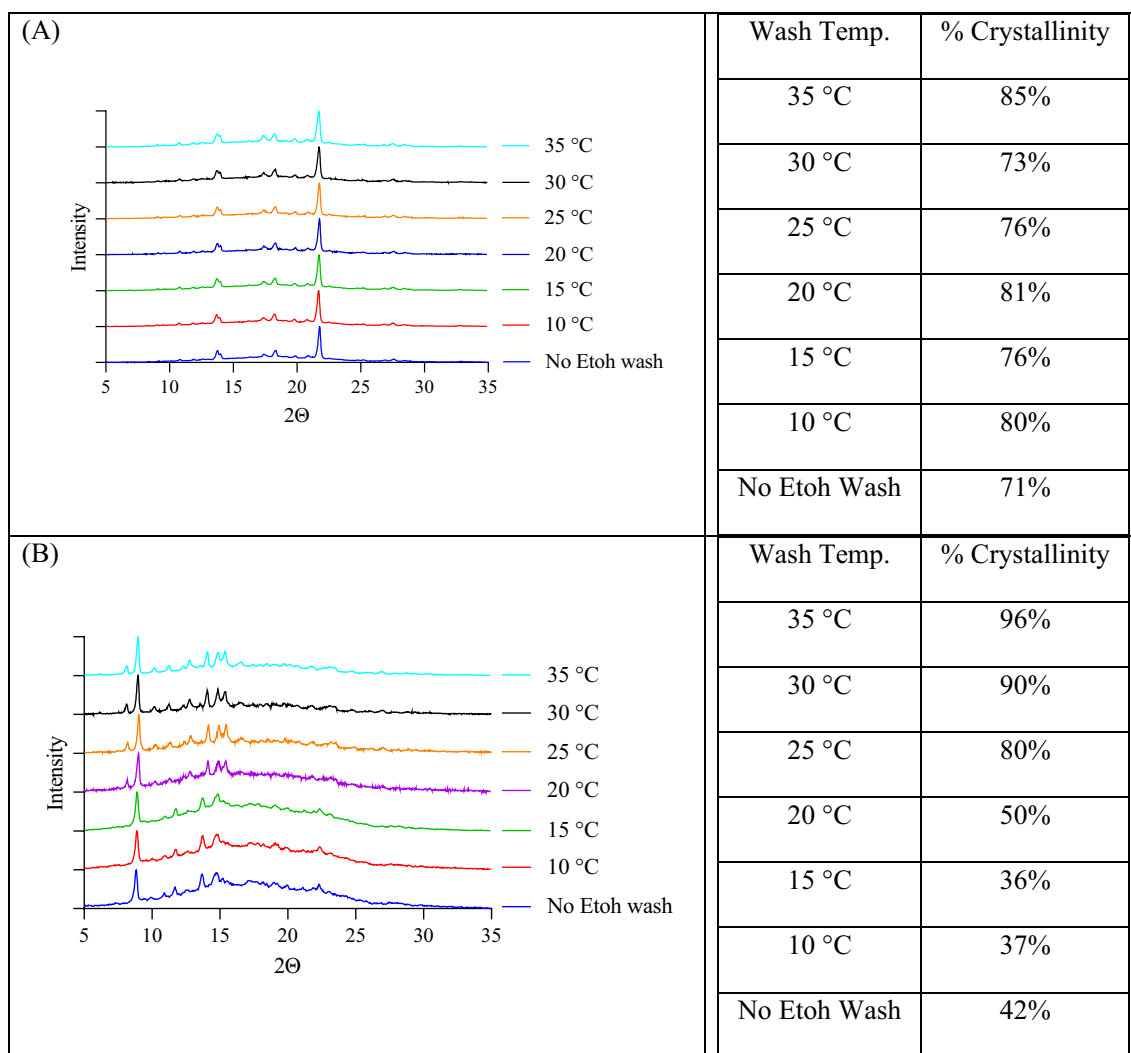 (A)
Intensity
35 °C
30 °C
25 °C
20 °C
15 °C
10 °C
No Etoh wash
5 10 15 20 25 30 35
2Θ
Wash Temp. % Crystallinity
35 °C 85%
30 °C 73%
25 °C 76%
20 °C 81%
15 °C 76%
10 °C 80%
No Etoh Wash 71%
(B)
Intensity
35 °C
30 °C
25 °C
20 °C
15 °C
10 °C
No Etoh wash
5 10 15 20 25 30 35
2Θ
Wash Temp. % Crystallinity
35 °C 96%
30 °C 90%
25 °C 80%
20 °C 50%
15 °C 36%
10 °C 37%
No Etoh Wash 42%